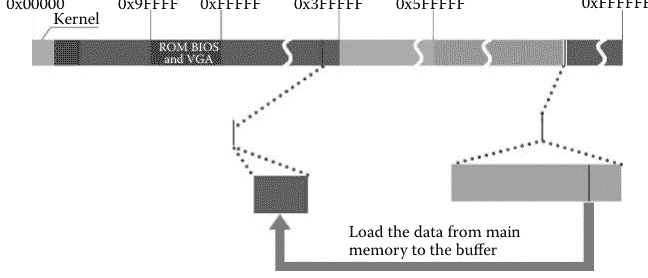 0x00000 0x9FFFF 0xFFFFF 0x3FFFFF 0x5FFFFF 0xFFFFFF
Kernel
ROM BIOS
and VGA
Load the data from main
memory to the buffer